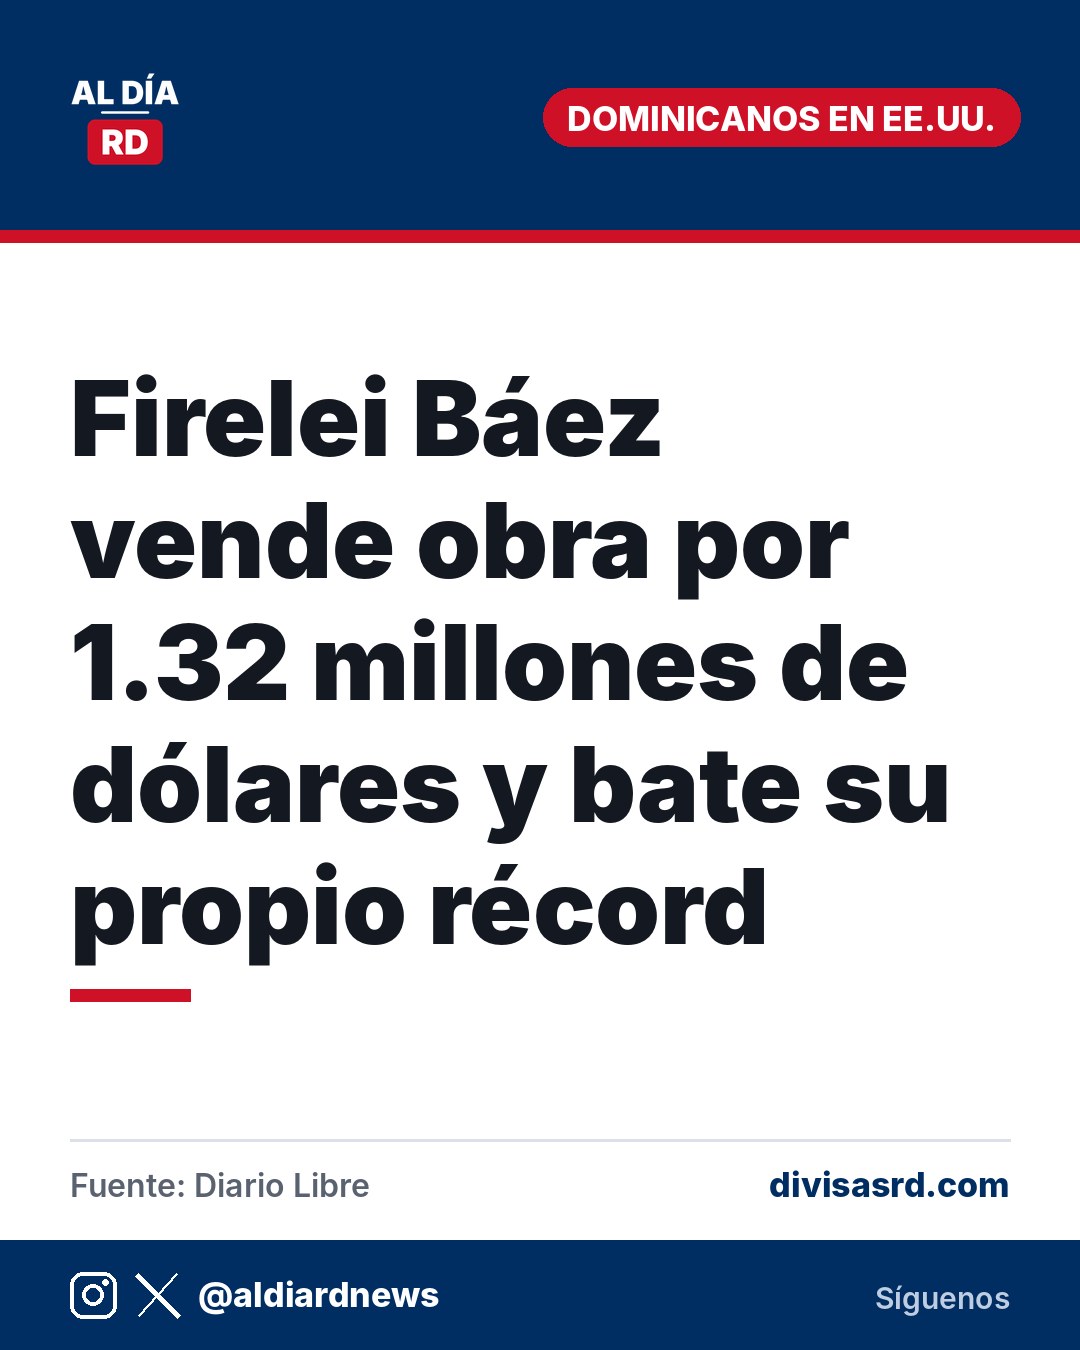 AL DÍA
RD
DOMINICANOS EN EE.UU.
Firelei Báez
vende obra por
1.32 millones de
dólares y bate su
propio récord
Fuente: Diario Libre
divisasrd.com
@aldiardnews
Síguenos